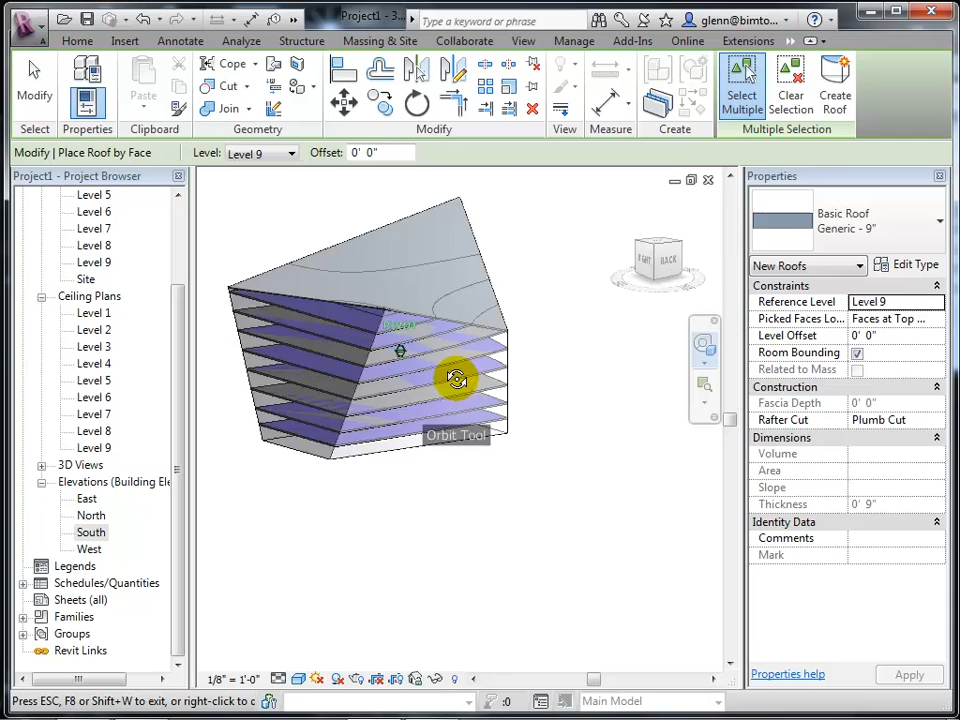 Project1 - 3...
Type a keyword or phrase
glenn@bimto...
Home
Insert
Annotate
Analyze
Structure
Massing & Site
Collaborate
View
Manage
Add-Ins
Online
Extensions
Modify
Properties
Paste
Cope
Cut
Join
Select Multiple
Clear Selection
Create Roof
Select
Properties
Clipboard
Geometry
Modify
View
Measure
Create
Multiple Selection
Modify | Place Roof by Face
Level: Level 9
Offset: 0' 0"
Project1 - Project Browser
Level 5
Level 6
Level 7
Level 8
Level 9
Site
Ceiling Plans
Level 1
Level 2
Level 3
Level 4
Level 5
Level 6
Level 7
Level 8
Level 9
3D Views
Elevations (Building Ele
East
North
South
West
Legends
Schedules/Quantities
Sheets (all)
Families
Groups
Revit Links
RIGHT BACK
PIVOT
Orbit Tool
Properties
Basic Roof
Generic - 9"
New Roofs
Edit Type
Constraints
Reference Level Level 9
Picked Faces Lo... Faces at Top ...
Level Offset 0' 0"
Room Bounding
Related to Mass
Construction
Fascia Depth 0' 0"
Rafter Cut Plumb Cut
Dimensions
Volume
Area
Slope
Thickness 0' 9"
Identity Data
Comments
Mark
Properties help
Apply
1/8" = 1'-0"
Press ESC, F8 or Shift+W to exit, or right-click to c
:0
Main Model